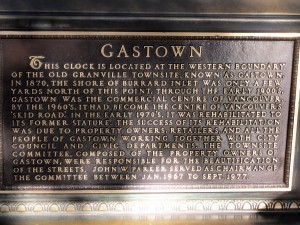 GASTOWN
THIS CLOCK IS LOCATED AT THE WESTERN BOUNDARY
OF THE OLD GRANVILLE TOWNSITE, KNOWN AS GASTOWN
IN 1870, THE SHORE OF BURRARD INLET WAS ONLY A FEW
YARDS NORTH OF THIS POINT. THROUGH THE EARLY 1900'S
GASTOWN WAS THE COMMERCIAL CENTRE OF VANCOUVER
BY THE 1960'S, IT HAD BECOME THE CENTRE OF VANCOUVER'S
SKID ROAD. IN THE EARLY 1970'S, IT WAS REHABILITATED TO
ITS FORMER STATURE. THE SUCCESS OF ITS REHABILITATION
WAS DUE TO PROPERTY OWNERS, RETAILERS, AND ALL THE
PEOPLE OF GASTOWN WORKING TOGETHER WITH CITY
COUNCIL AND CIVIC DEPARTMENTS. THE TOWNSITE
COMMITTEE, COMPOSED OF THE PROPERTY OWNERS OF
GASTOWN, WERE RESPONSIBLE FOR THE BEAUTIFICATION
OF THE STREETS. JOHN W. PARKER SERVED AS CHAIRMAN OF
THE COMMITTEE BETWEEN JAN. 1967 TO SEPT. 1977.